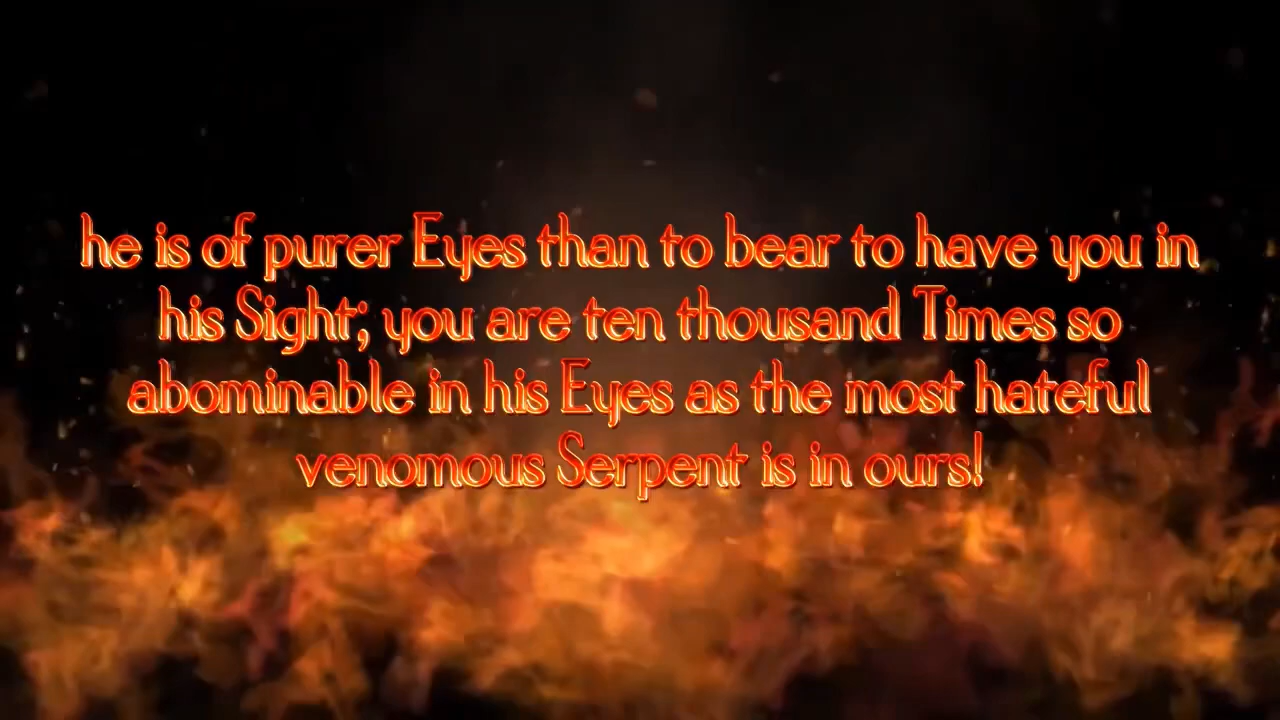 he is of purer Eyes than to bear to have you in
his Sight; you are ten thousand Times so
abominable in his Eyes as the most hateful
venomous Serpent is in ours!